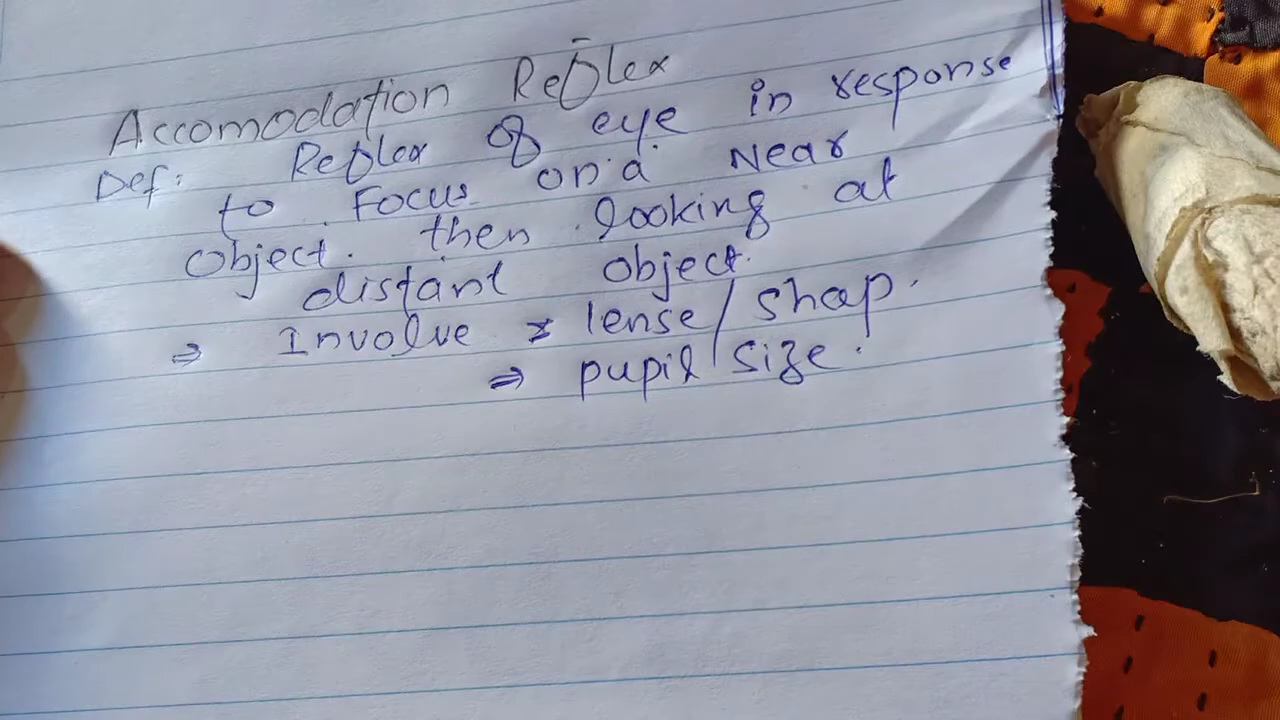 Accomodation Reflex
Def: Reflex of eye in response
to Focus on a Near
object. then looking at
distant object.
⇒ Involve ⇒ lense/shap.
⇒ pupil/size.